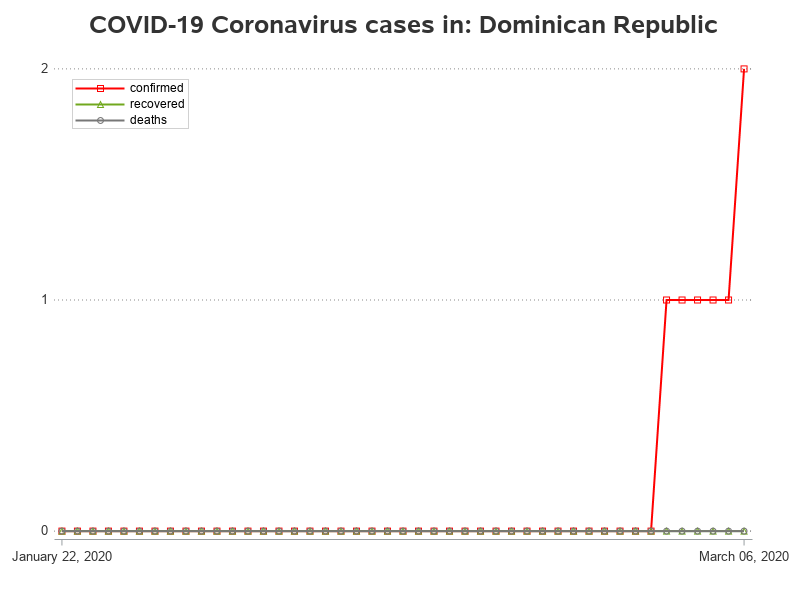 COVID-19 Coronavirus cases in: Dominican Republic
2
confirmed
recovered
deaths
1
0
January 22, 2020
March 06, 2020